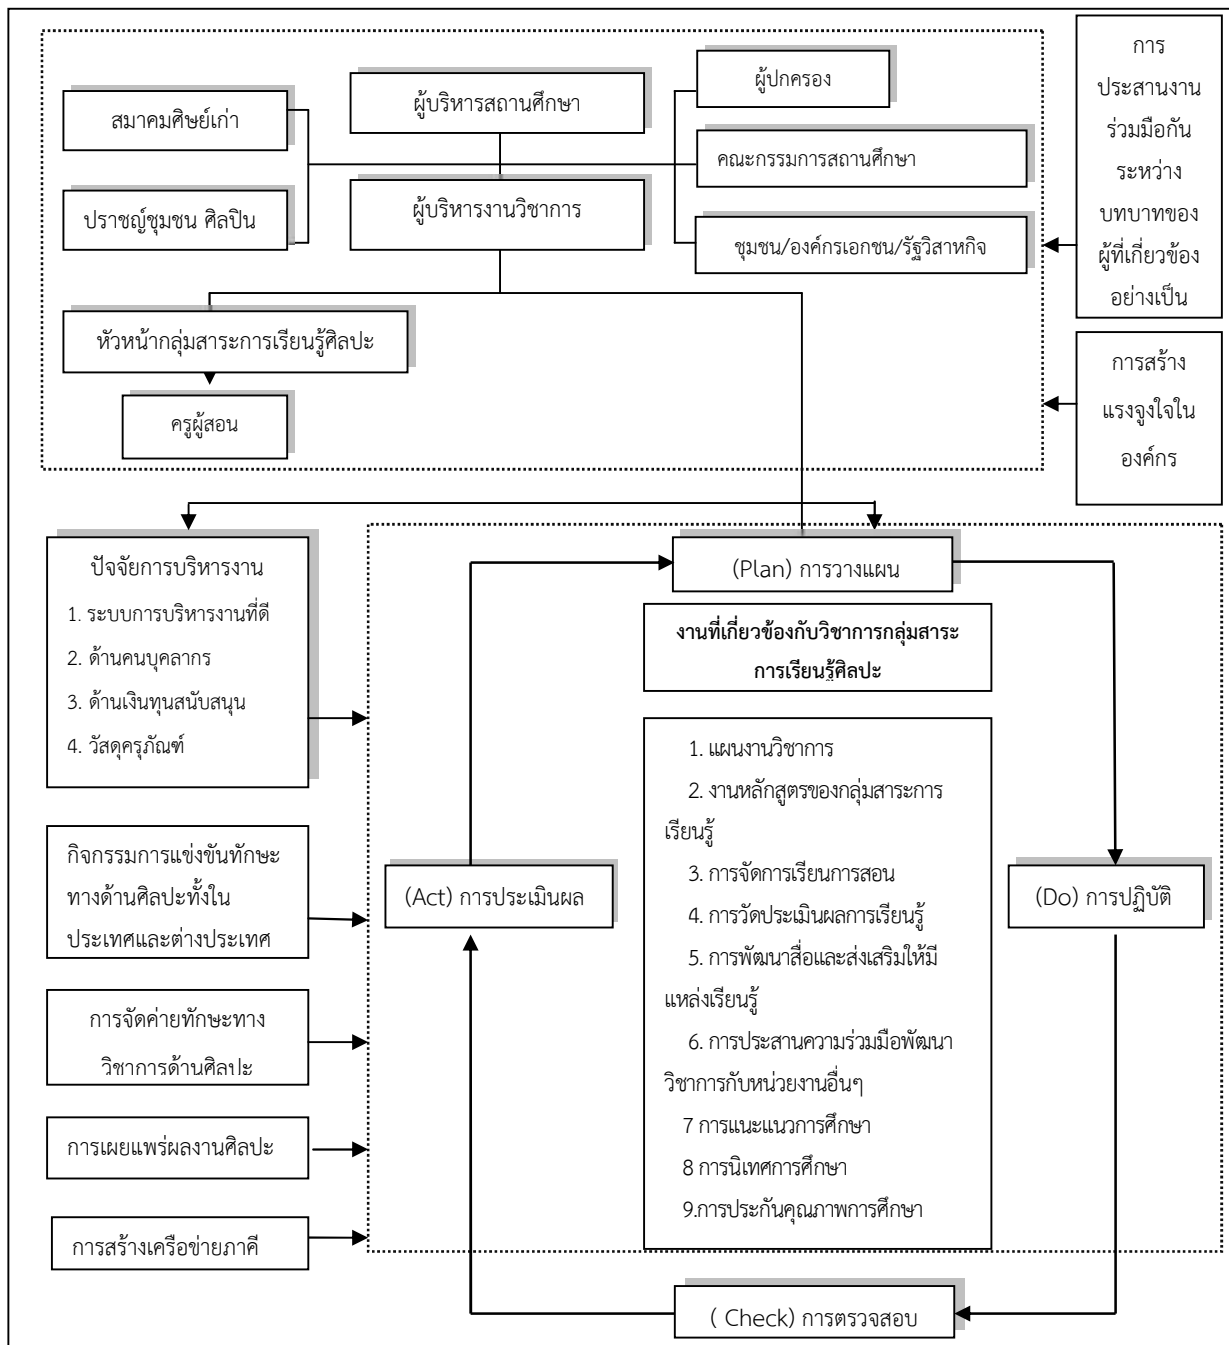 ผู้บริหารสถานศึกษา
ผู้ปกครอง
สมาคมศิษย์เก่า
คณะกรรมการสถานศึกษา
ปราชญ์ชุมชน ศิลปิน
ผู้บริหารงานวิชาการ
ชุมชน/องค์กรเอกชน/รัฐวิสาหกิจ
หัวหน้ากลุ่มสาระการเรียนรู้ศิลปะ
ครูผู้สอน
การ
ประสานงาน
ร่วมมือกัน
ระหว่าง
บทบาทของ
ผู้ที่เกี่ยวข้อง
อย่างเป็น
การสร้าง
แรงจูงใจใน
องค์กร
ปัจจัยการบริหารงาน
1. ระบบการบริหารงานที่ดี
2. ด้านคนบุคลากร
3. ด้านเงินทุนสนับสนุน
4. วัสดุครุภัณฑ์
กิจกรรมการแข่งขันทักษะ
ทางด้านศิลปะทั้งใน
ประเทศและต่างประเทศ
การจัดค่ายทักษะทาง
วิชาการด้านศิลปะ
การเผยแพร่ผลงานศิลปะ
การสร้างเครือข่ายภาคี
(Plan) การวางแผน
งานที่เกี่ยวข้องกับวิชาการกลุ่มสาระ
การเรียนรู้ศิลปะ
1. แผนงานวิชาการ
2. งานหลักสูตรของกลุ่มสาระการ
เรียนรู้
3. การจัดการเรียนการสอน
4. การวัดประเมินผลการเรียนรู้
5. การพัฒนาสื่อและส่งเสริมให้มี
แหล่งเรียนรู้
6. การประสานความร่วมมือพัฒนา
วิชาการกับหน่วยงานอื่นๆ
7 การแนะแนวการศึกษา
8 การนิเทศการศึกษา
9.การประกันคุณภาพการศึกษา
(Act) การประเมินผล
(Do) การปฏิบัติ
( Check) การตรวจสอบ